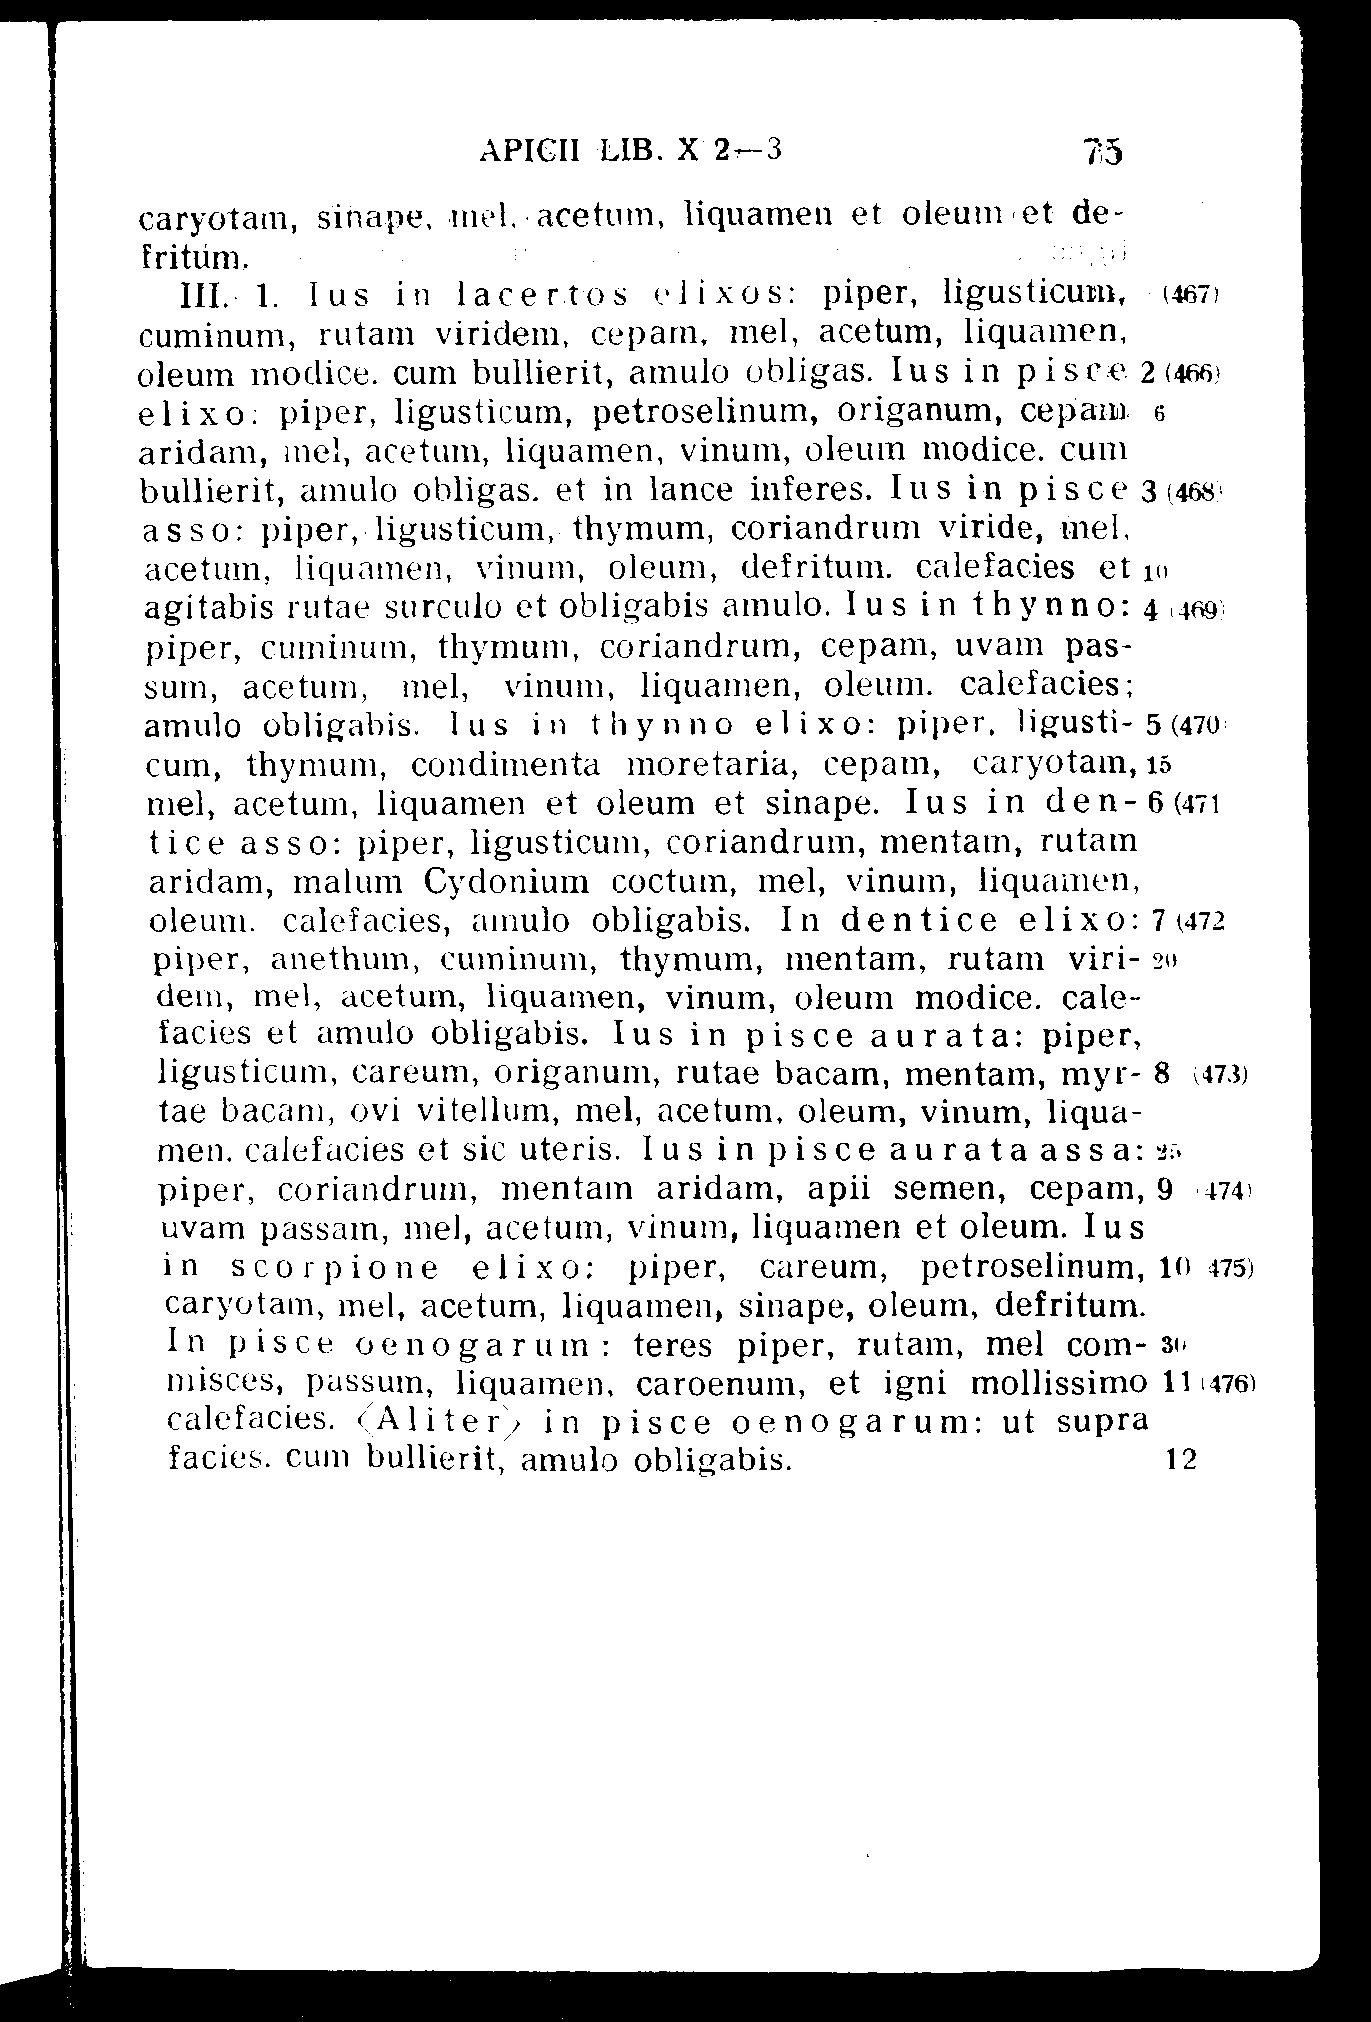 APICII LIB. X 2—3 75
caryotam, sinape, mel, acetum, liquamen et oleum et de-
fritum.
III. 1. Ius in lacertos elixos: piper, ligusticum, (467)
cuminum, rutam viridem, cepam, mel, acetum, liquamen,
oleum modice. cum bullierit, amulo obligas. Ius in pisce 2 (466)
elixo: piper, ligusticum, petroselinum, origanum, cepam 6
aridam, mel, acetum, liquamen, vinum, oleum modice. cum
bullierit, amulo obligas. et in lance inferes. Ius in pisce 3 (468)
asso: piper, ligusticum, thymum, coriandrum viride, mel,
acetum, liquamen, vinum, oleum, defritum. calefacies et 10
agitabis rutae surculo et obligabis amulo. Ius in thynno: 4 (469)
piper, cuminum, thymum, coriandrum, cepam, uvam pas-
sum, acetum, mel, vinum, liquamen, oleum. calefacies;
amulo obligabis. Ius in thynno elixo: piper, ligusti- 5 (470)
cum, thymum, condimenta moretaria, cepam, caryotam, 15
mel, acetum, liquamen et oleum et sinape. Ius in den- 6 (471
tice asso: piper, ligusticum, coriandrum, mentam, rutam
aridam, malum Cydonium coctum, mel, vinum, liquamen,
oleum. calefacies, amulo obligabis. In dentice elixo: 7 (472
piper, anethum, cuminum, thymum, mentam, rutam viri- 20
dem, mel, acetum, liquamen, vinum, oleum modice. cale-
facies et amulo obligabis. Ius in pisce aurata: piper,
ligusticum, careum, origanum, rutae bacam, mentam, myr- 8 (473)
tae bacam, ovi vitellum, mel, acetum, oleum, vinum, liqua-
men. calefacies et sic uteris. Ius in pisce aurata assa: 25
piper, coriandrum, mentam aridam, apii semen, cepam, 9 (474)
uvam passam, mel, acetum, vinum, liquamen et oleum. Ius
in scorpione elixo: piper, careum, petroselinum, 10 475)
caryotam, mel, acetum, liquamen, sinape, oleum, defritum.
In pisce oenogarum: teres piper, rutam, mel com- 30
misces, passum, liquamen, caroenum, et igni mollissimo 11 (476)
calefacies. ⟨Aliter⟩ in pisce oenogarum: ut supra
facies. cum bullierit, amulo obligabis. 12